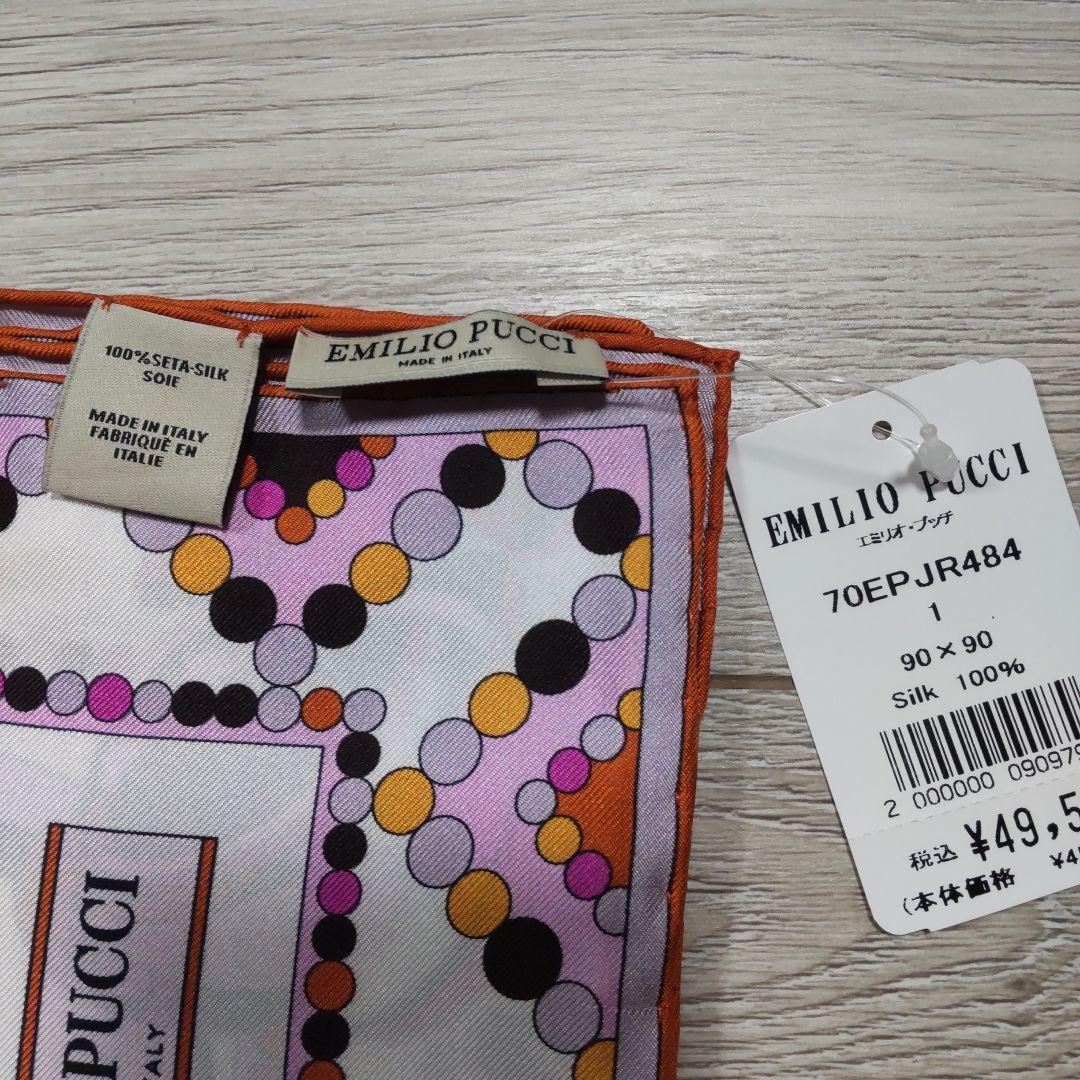 100%SETA-SILK
SOIE
MADE IN ITALY
FABRIQUÈ EN
ITALIE
EMILIO PUCCI
MADE IN ITALY
EMILIO PUCCI
エミリオ・プッチ
70EPJR484
1
90×90
Silk 100%
2 000000 09097
税込 ¥49,5
(本体価格 ¥4
PUCCI